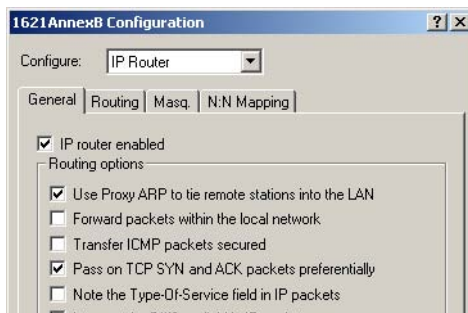 1621AnnexB Configuration
Configure: IP Router
General Routing Masq. N:N Mapping
IP router enabled
Routing options
Use Proxy ARP to tie remote stations into the LAN
Forward packets within the local network
Transfer ICMP packets secured
Pass on TCP SYN and ACK packets preferentially
Note the Type-Of-Service field in IP packets